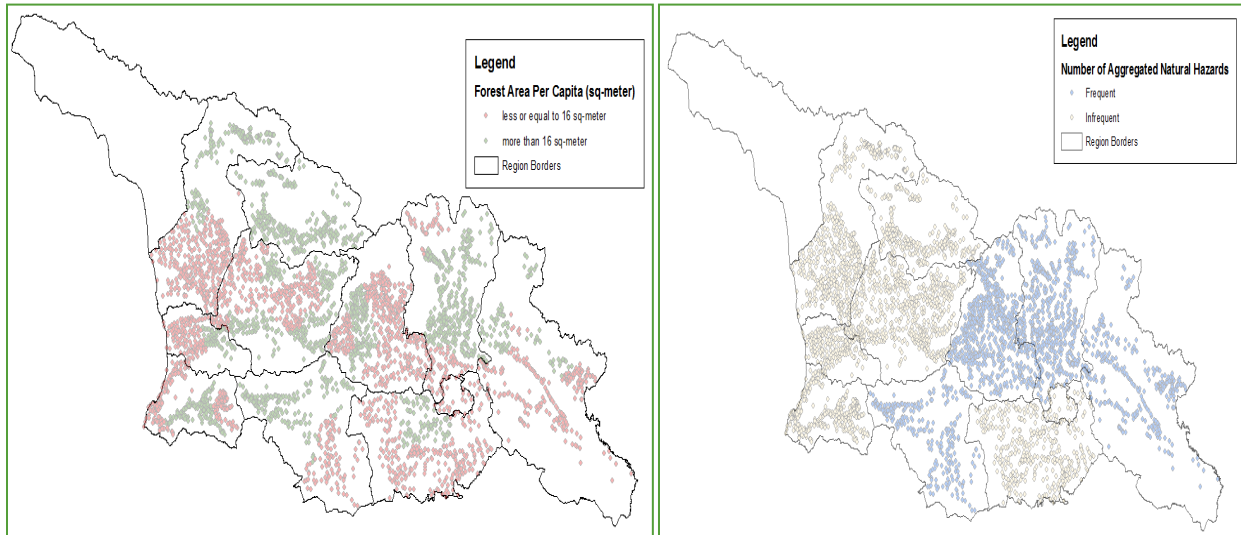 Legend
Forest Area Per Capita (sq-meter)
less or equal to 16 sq-meter
more than 16 sq-meter
Region Borders
Legend
Number of Aggregated Natural Hazards
Frequent
Infrequent
Region Borders